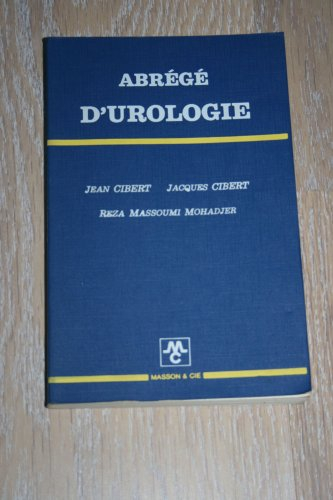 ABRÉGÉ
D'UROLOGIE
JEAN CIBERT JACQUES CIBERT
REZA MASSOUMI MOHADJER
MC
MASSON & CIE